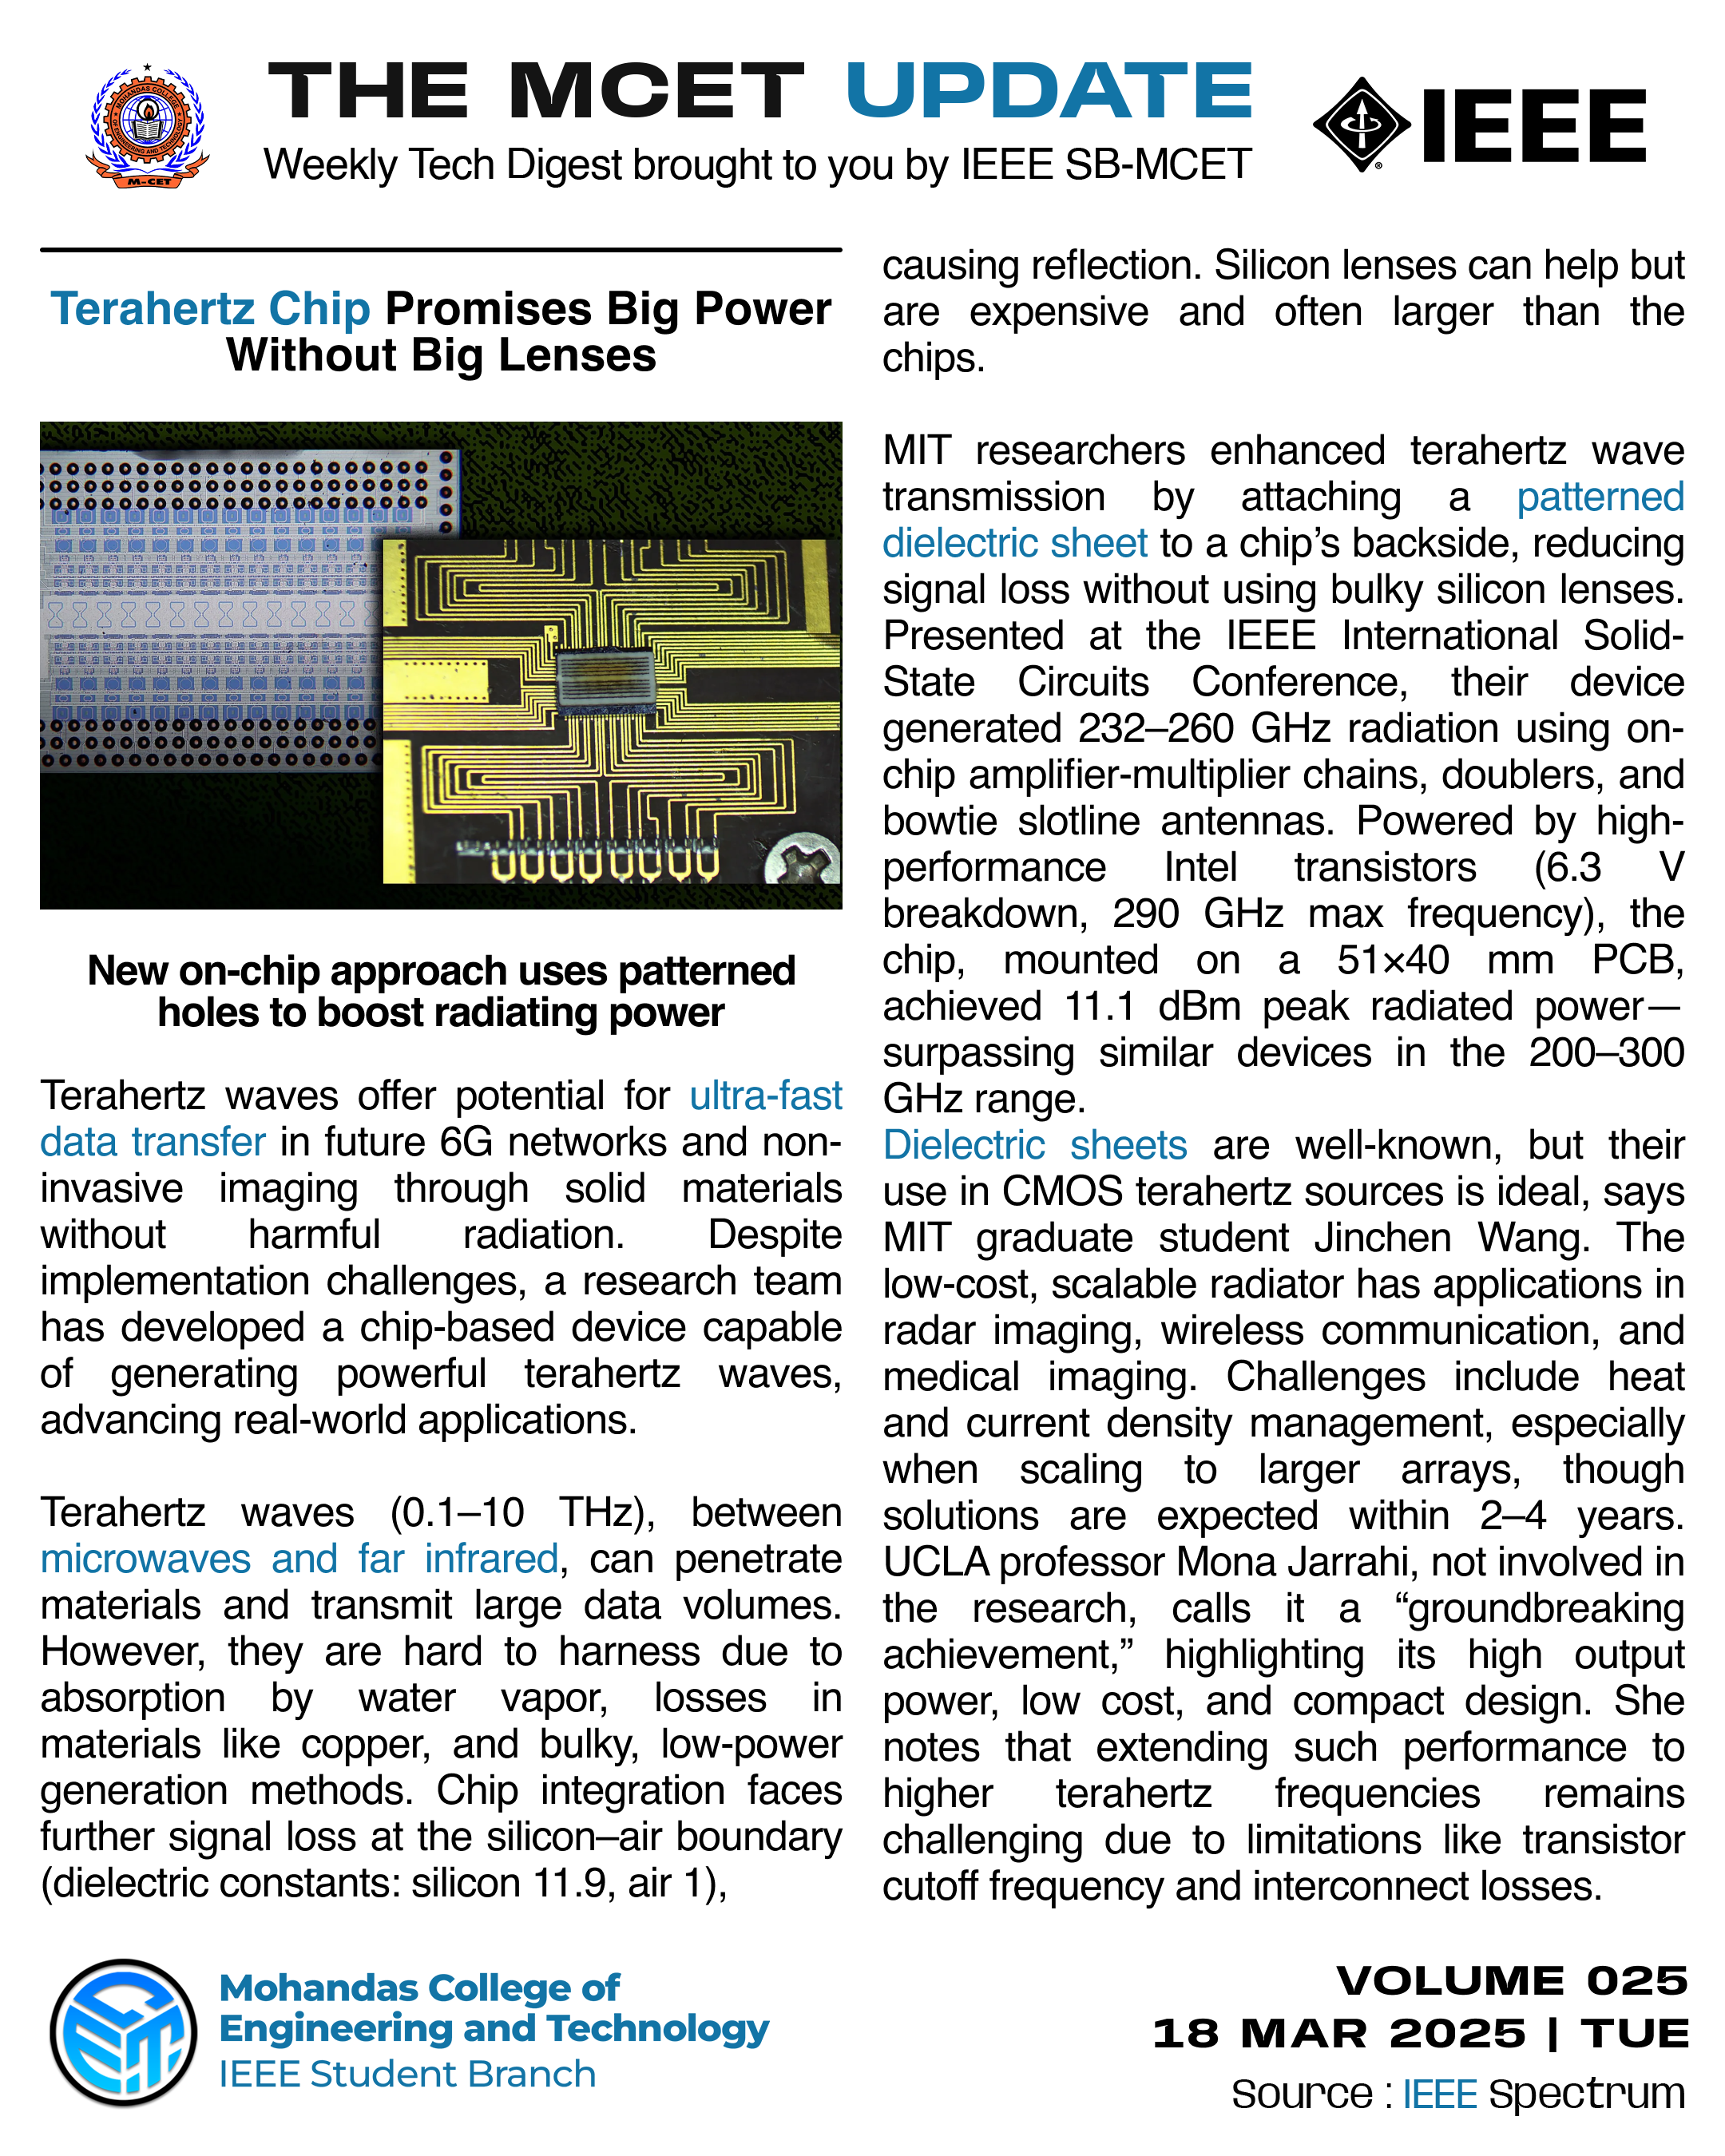 THE MCET UPDATE
Weekly Tech Digest brought to you by IEEE SB-MCET
MOHANDAS COLLEGE
OF ENGINEERING AND TECHNOLOGY
M-CET
IEEE
Terahertz Chip Promises Big Power
Without Big Lenses
New on-chip approach uses patterned
holes to boost radiating power
Terahertz waves offer potential for ultra-fast
data transfer in future 6G networks and non-
invasive imaging through solid materials
without harmful radiation. Despite
implementation challenges, a research team
has developed a chip-based device capable
of generating powerful terahertz waves,
advancing real-world applications.
Terahertz waves (0.1–10 THz), between
microwaves and far infrared, can penetrate
materials and transmit large data volumes.
However, they are hard to harness due to
absorption by water vapor, losses in
materials like copper, and bulky, low-power
generation methods. Chip integration faces
further signal loss at the silicon–air boundary
(dielectric constants: silicon 11.9, air 1),
causing reflection. Silicon lenses can help but
are expensive and often larger than the
chips.
MIT researchers enhanced terahertz wave
transmission by attaching a patterned
dielectric sheet to a chip’s backside, reducing
signal loss without using bulky silicon lenses.
Presented at the IEEE International Solid-
State Circuits Conference, their device
generated 232–260 GHz radiation using on-
chip amplifier-multiplier chains, doublers, and
bowtie slotline antennas. Powered by high-
performance Intel transistors (6.3 V
breakdown, 290 GHz max frequency), the
chip, mounted on a 51×40 mm PCB,
achieved 11.1 dBm peak radiated power—
surpassing similar devices in the 200–300
GHz range.
Dielectric sheets are well-known, but their
use in CMOS terahertz sources is ideal, says
MIT graduate student Jinchen Wang. The
low-cost, scalable radiator has applications in
radar imaging, wireless communication, and
medical imaging. Challenges include heat
and current density management, especially
when scaling to larger arrays, though
solutions are expected within 2–4 years.
UCLA professor Mona Jarrahi, not involved in
the research, calls it a “groundbreaking
achievement,” highlighting its high output
power, low cost, and compact design. She
notes that extending such performance to
higher terahertz frequencies remains
challenging due to limitations like transistor
cutoff frequency and interconnect losses.
Mohandas College of
Engineering and Technology
IEEE Student Branch
VOLUME 025
18 MAR 2025 | TUE
Source : IEEE Spectrum